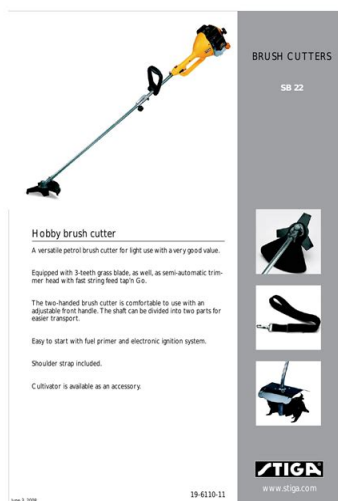 BRUSH CUTTERS
SB 22
Hobby brush cutter
A versatile petrol brush cutter for light use with a very good value.
Equipped with 3-teeth grass blade, as well, as semi-automatic trim-
mer head with fast string feed tap'n Go.
The two-handed brush cutter is comfortable to use with an
adjustable front handle. The shaft can be divided into two parts for
easier transport.
Easy to start with fuel primer and electronic ignition system.
Shoulder strap included.
Cultivator is available as an accessory.
STIGA
www.stiga.com
19-6110-11